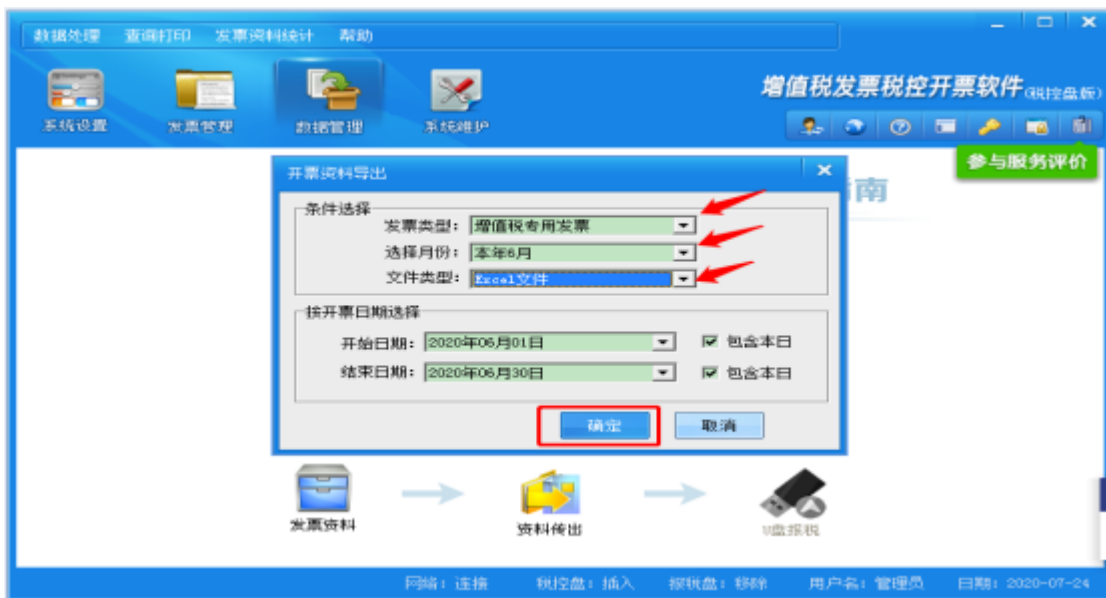 数据处理 查询打印 发票资料统计 帮助
增值税发票税控开票软件(税控盘版)
系统设置 发票管理 数据管理 系统维护
参与服务评价
开票资料导出
指南
条件选择
发票类型: 增值税专用发票
选择月份: 本年6月
文件类型: Excel文件
按开票日期选择
开始日期: 2020年06月01日 包含本日
结束日期: 2020年06月30日 包含本日
确定 取消
发票资料 资料传出 U盘报税
网络: 连接 税控盘: 插入 报税盘: 移除 用户名: 管理员 日期: 2020-07-24